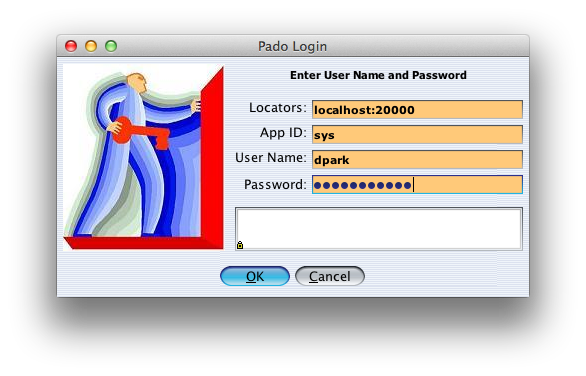 Pado Login
Enter User Name and Password
Locators: localhost:20000
App ID: sys
User Name: dpark
Password: ●●●●●●●●●●●
OK Cancel